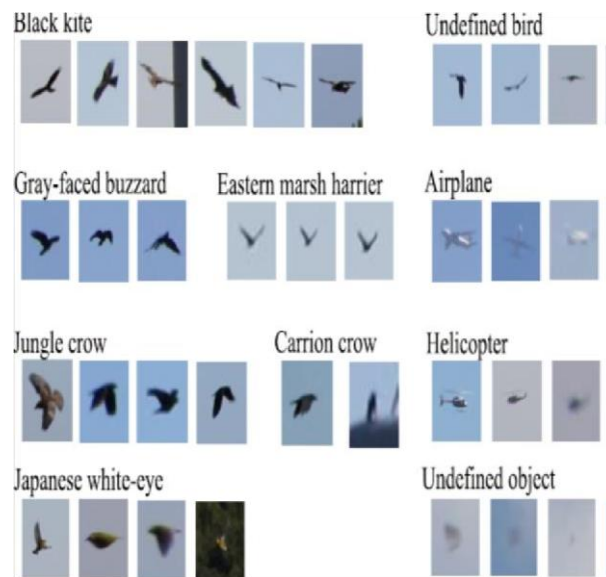 Black kite
Undefined bird
Gray-faced buzzard
Eastern marsh harrier
Airplane
Jungle crow
Carrion crow
Helicopter
Japanese white-eye
Undefined object